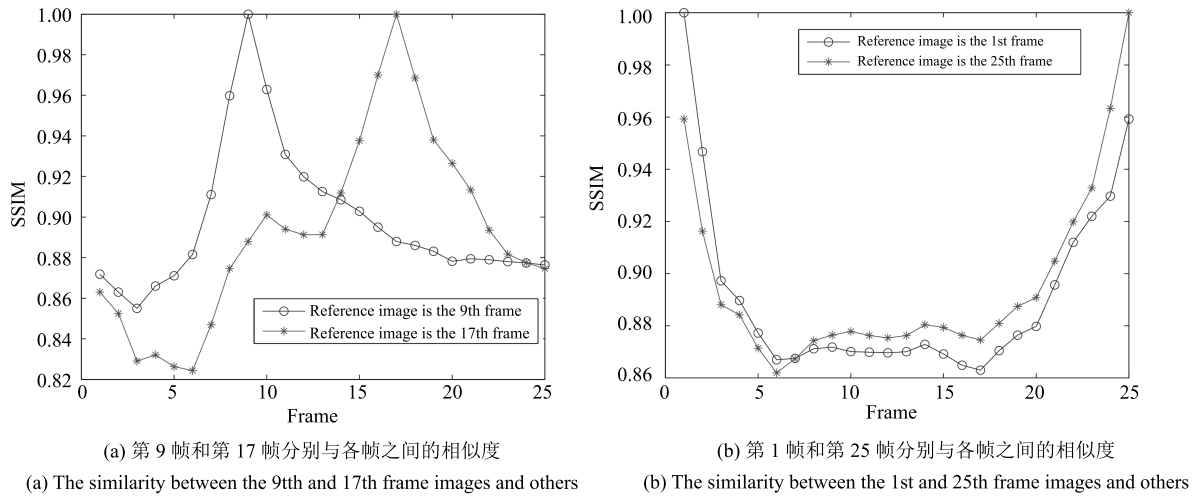 1.00
0.98
0.96
0.94
0.92
0.90
0.88
0.86
0.84
0.82
SSIM
0
5
10
15
20
25
Frame
Reference image is the 9th frame
Reference image is the 17th frame
(a) 第 9 帧和第 17 帧分别与各帧之间的相似度
(a) The similarity between the 9tth and 17th frame images and others
1.00
0.98
0.96
0.94
0.92
0.90
0.88
0.86
SSIM
0
5
10
15
20
25
Frame
Reference image is the 1st frame
Reference image is the 25th frame
(b) 第 1 帧和第 25 帧分别与各帧之间的相似度
(b) The similarity between the 1st and 25th frame images and others